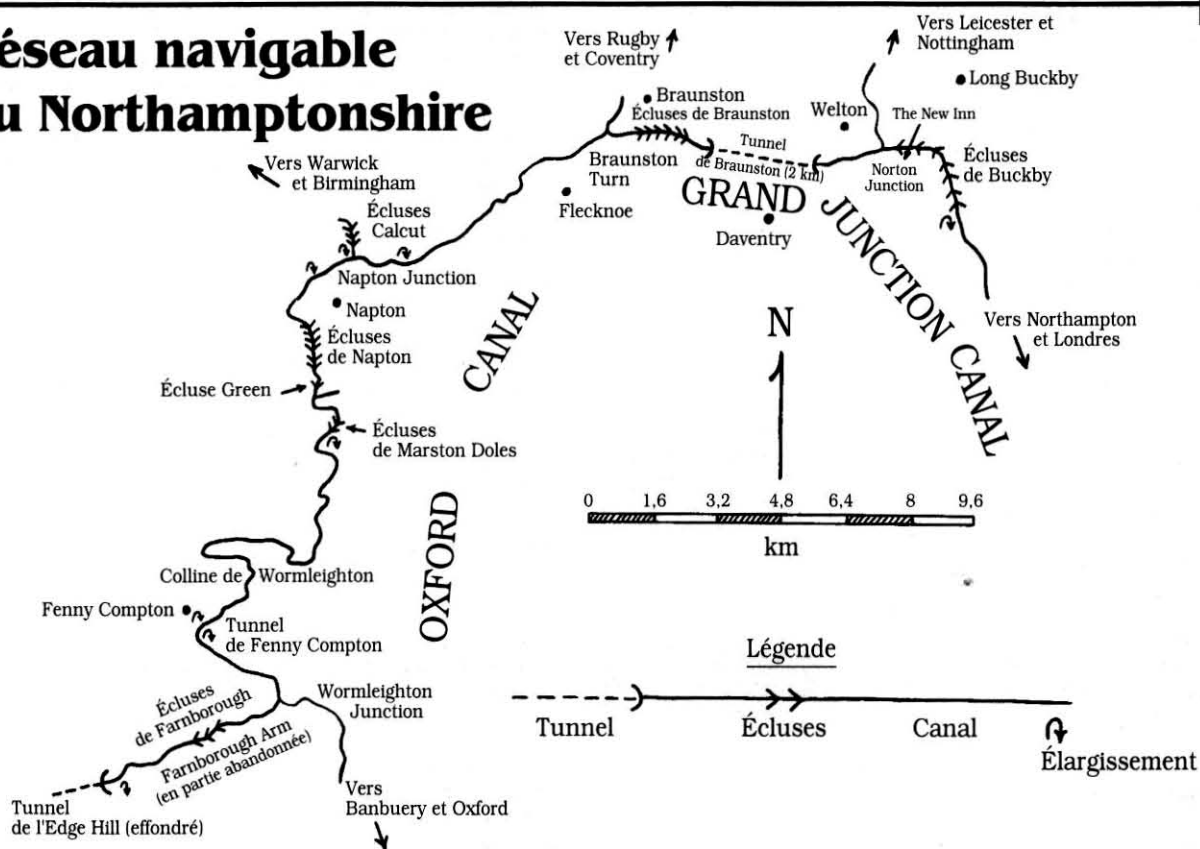 éseau navigable
u Northamptonshire
Vers Rugby
et Coventry
Vers Leicester et
Nottingham
Long Buckby
Braunston
Écluses de Braunston
Welton
The New Inn
Tunnel
de Braunston (2 km)
Norton
Junction
Écluses
de Buckby
Vers Warwick
et Birmingham
Braunston
Turn
Flecknoe
GRAND JUNCTION CANAL
Daventry
Écluses
Calcut
Napton Junction
Napton
Écluses
de Napton
Écluse Green
Écluses
de Marston Doles
OXFORD CANAL
N
Vers Northampton
et Londres
0 1,6 3,2 4,8 6,4 8 9,6
km
Colline de Wormleighton
Fenny Compton
Tunnel
de Fenny Compton
Écluses
de Farnborough
Farnborough Arm
(en partie abandonnée)
Wormleighton
Junction
Tunnel
de l'Edge Hill (effondré)
Vers
Banbuery et Oxford
Légende
Tunnel Écluses Canal
Élargissement